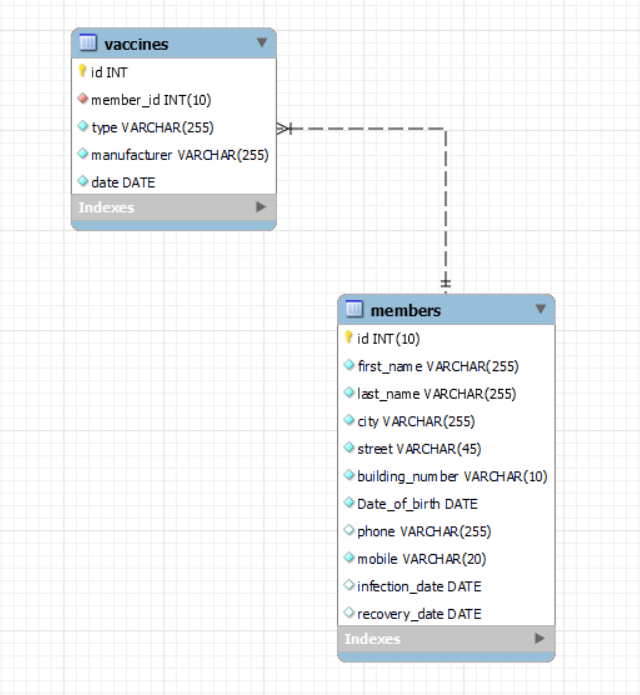 vaccines
id INT
member_id INT(10)
type VARCHAR(255)
manufacturer VARCHAR(255)
date DATE
Indexes
members
id INT(10)
first_name VARCHAR(255)
last_name VARCHAR(255)
city VARCHAR(255)
street VARCHAR(45)
building_number VARCHAR(10)
Date_of_birth DATE
phone VARCHAR(255)
mobile VARCHAR(20)
infection_date DATE
recovery_date DATE
Indexes